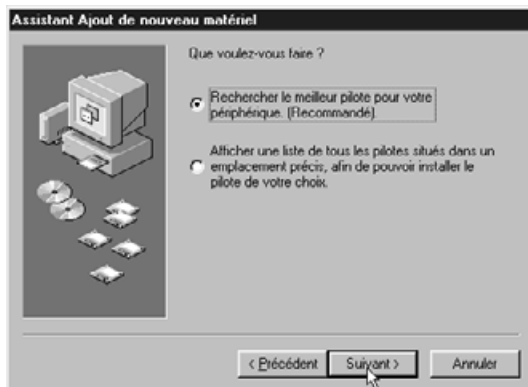 Assistant Ajout de nouveau matériel
Que voulez-vous faire ?
Rechercher le meilleur pilote pour votre
périphérique. (Recommandé).
Afficher une liste de tous les pilotes situés dans un
emplacement précis, afin de pouvoir installer le
pilote de votre choix.
< Précédent
Suivant >
Annuler